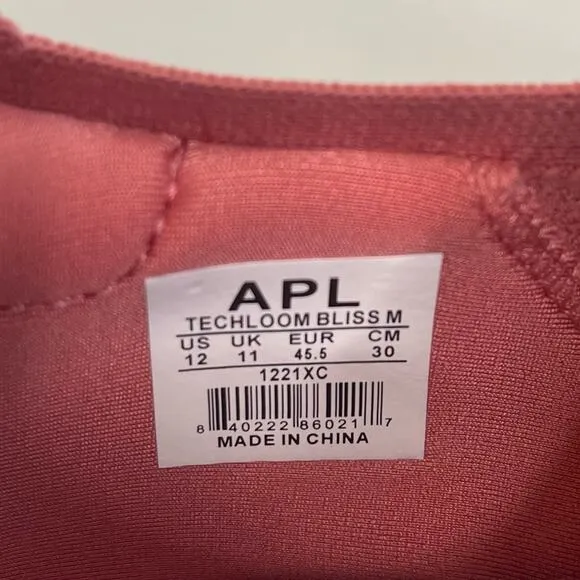 APL
TECHLOOM BLISS M
US UK EUR CM
12 11 45.5 30
1221XC
8 40222 86021 7
MADE IN CHINA